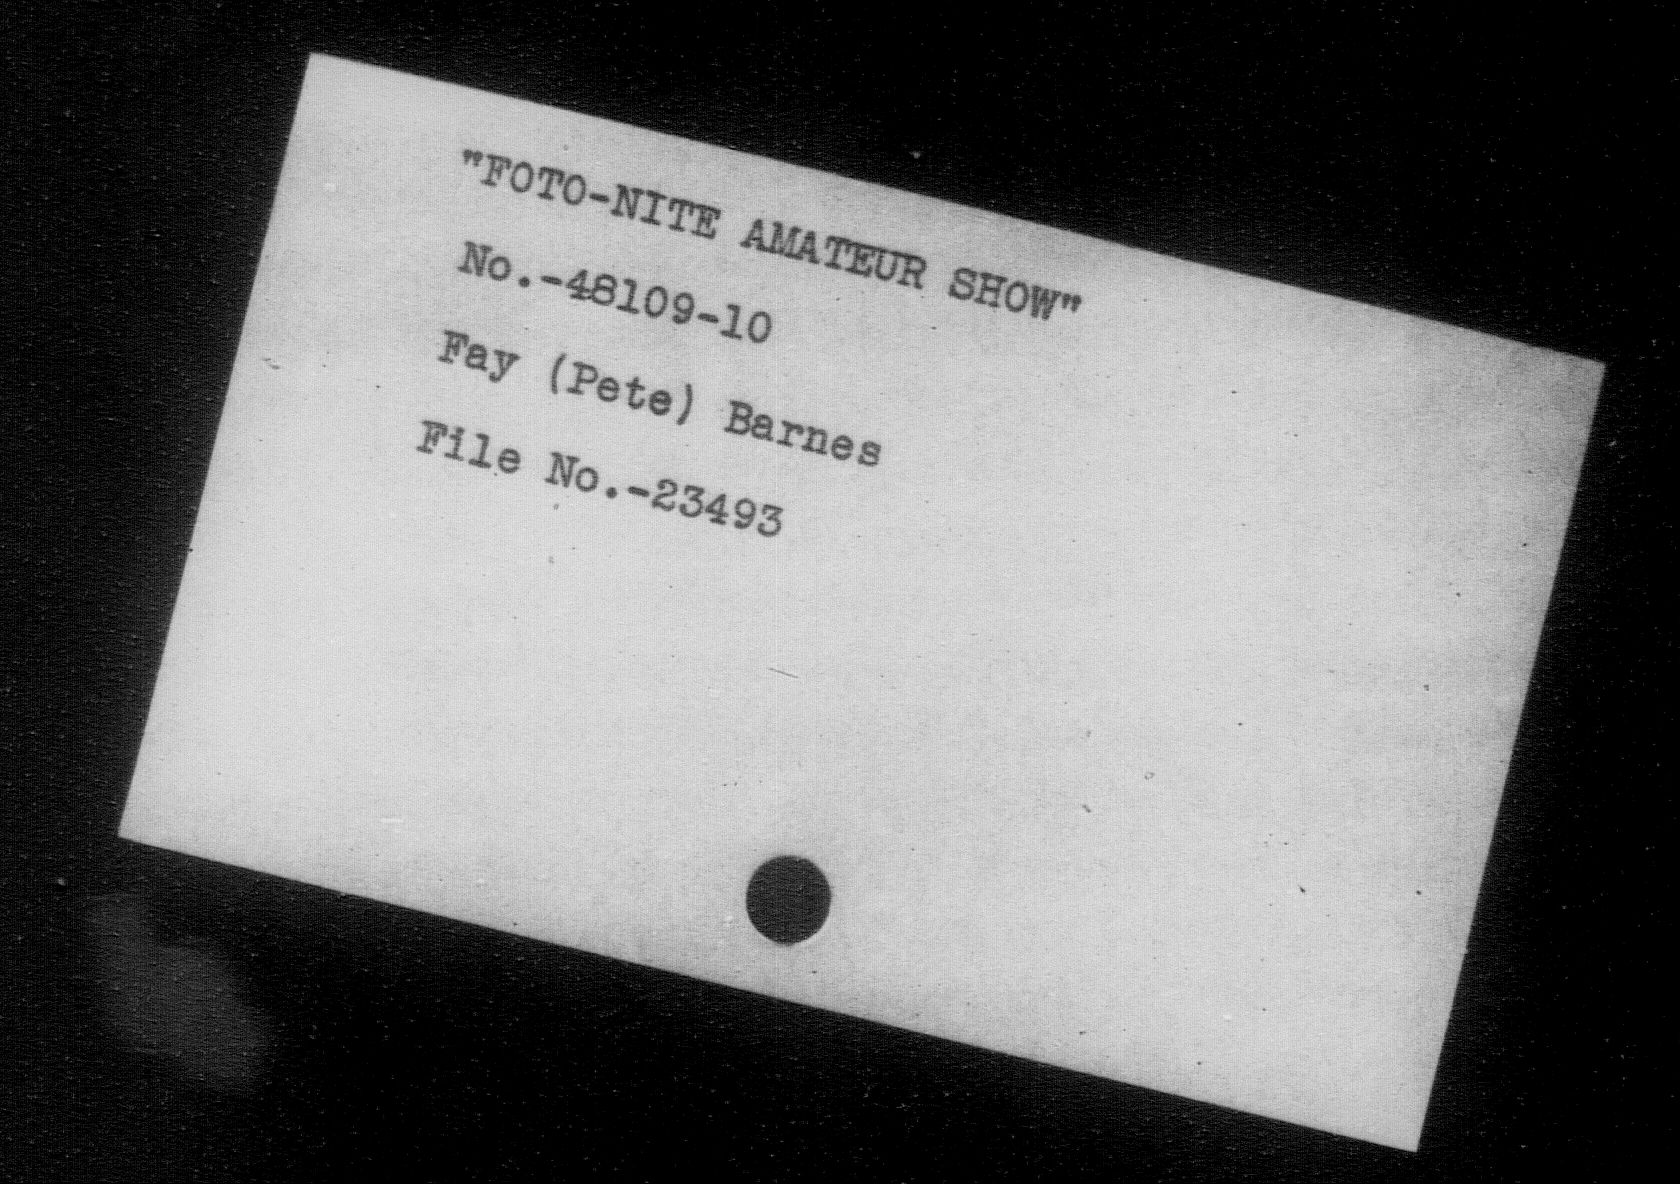 "FOTO-NITE AMATEUR SHOW"
No.-48109-10
Fay (Pete) Barnes
File No.-23493